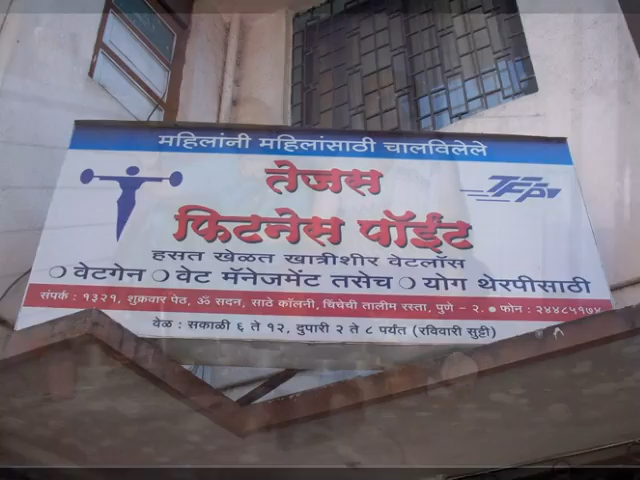 महिलांनी महिलांसाठी चालविलेले
तेजस
TFP
फिटनेस पॉईंट
हसत खेळत खात्रीशीर वेटलॉस
○ वेटगेन ○ वेट मॅनेजमेंट तसेच ○ योग थेरपीसाठी
संपर्क : १३२१, शुक्रवार पेठ, ॐ सदन, साठे कॉलनी, चिंचेची तालीम रस्ता, पुणे - २. ● फोन : २४४८५१७४
वेळ : सकाळी ६ ते १२, दुपारी २ ते ८ पर्यंत (रविवारी सुट्टी)